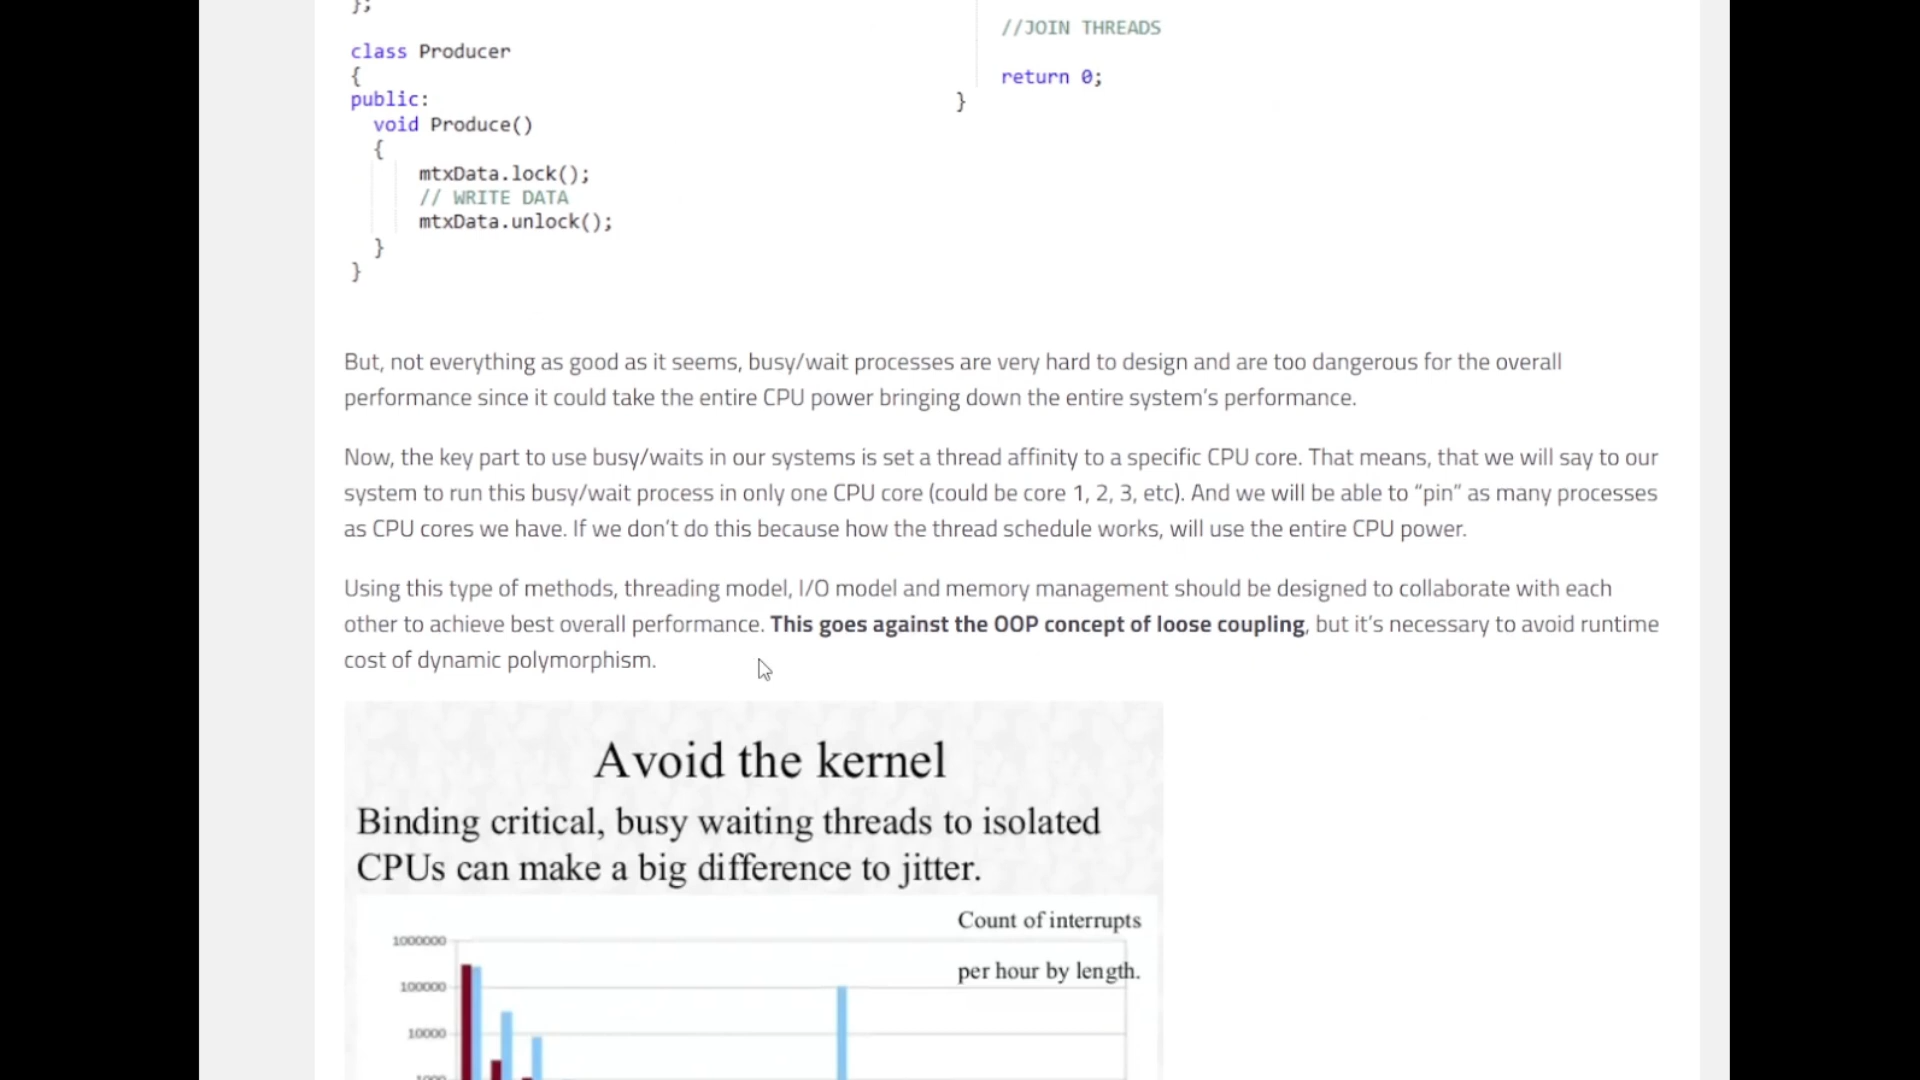 };
class Producer
{
public:
void Produce()
{
mtxData.lock();
// WRITE DATA
mtxData.unlock();
}
}
//JOIN THREADS
return 0;
}
But, not everything as good as it seems, busy/wait processes are very hard to design and are too dangerous for the overall
performance since it could take the entire CPU power bringing down the entire system's performance.
Now, the key part to use busy/waits in our systems is set a thread affinity to a specific CPU core. That means, that we will say to our
system to run this busy/wait process in only one CPU core (could be core 1, 2, 3, etc). And we will be able to “pin” as many processes
as CPU cores we have. If we don't do this because how the thread schedule works, will use the entire CPU power.
Using this type of methods, threading model, I/O model and memory management should be designed to collaborate with each
other to achieve best overall performance. This goes against the OOP concept of loose coupling, but it's necessary to avoid runtime
cost of dynamic polymorphism.
Avoid the kernel
Binding critical, busy waiting threads to isolated
CPUs can make a big difference to jitter.
Count of interrupts
per hour by length.
1000000
100000
10000
1000